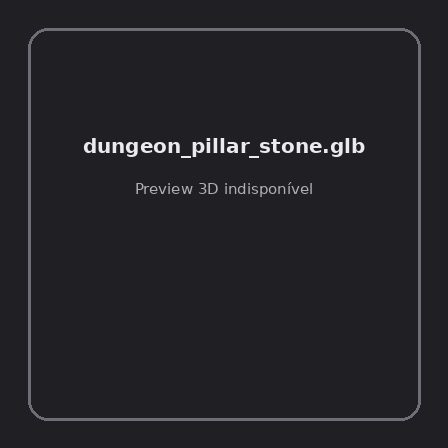 dungeon_pillar_stone.glb
Preview 3D indisponível